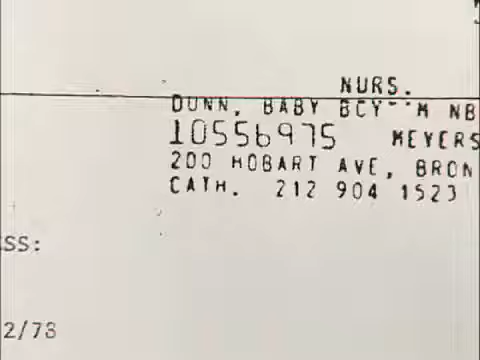 NURS.
DUNN, BABY BOY M NB
10556975 MEYERS
200 HOBART AVE, BRON
CATH. 212 904 1523
SS:
2/73